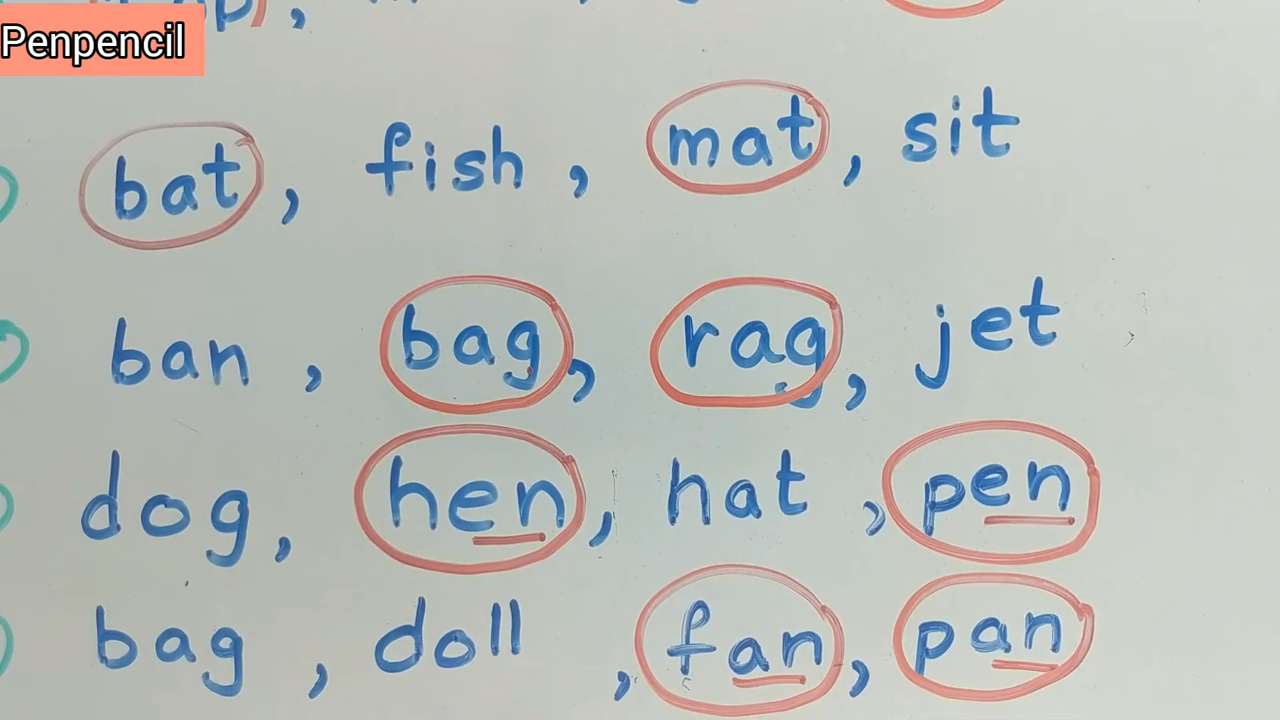 Penpencil
bat, fish, mat, sit
ban, bag, rag, jet
dog, hen, hat, pen
bag, doll, fan, pan